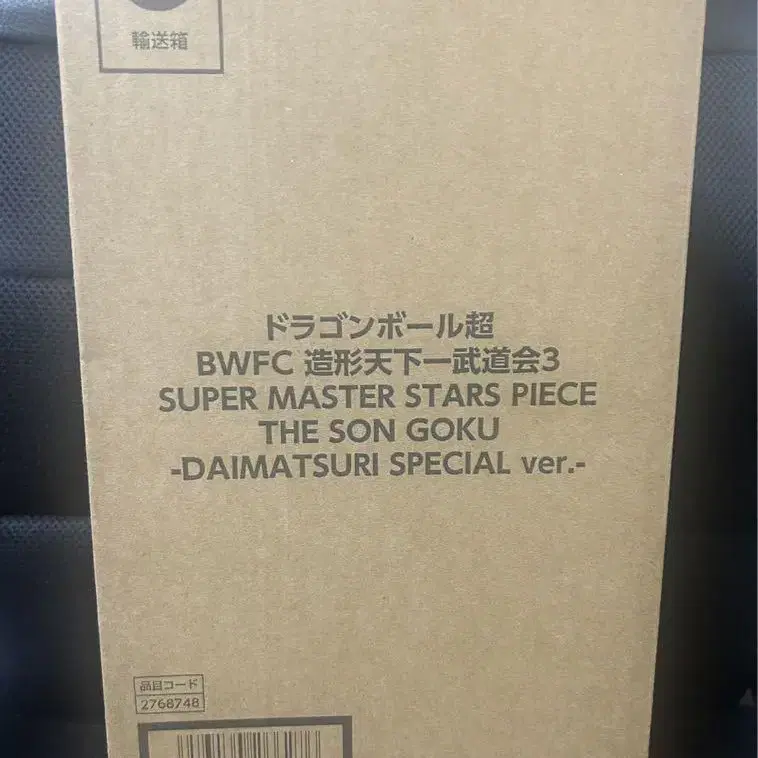 輸送箱
ドラゴンボール超
BWFC 造形天下一武道会3
SUPER MASTER STARS PIECE
THE SON GOKU
-DAIMATSURI SPECIAL ver.-
品目コード
2768748